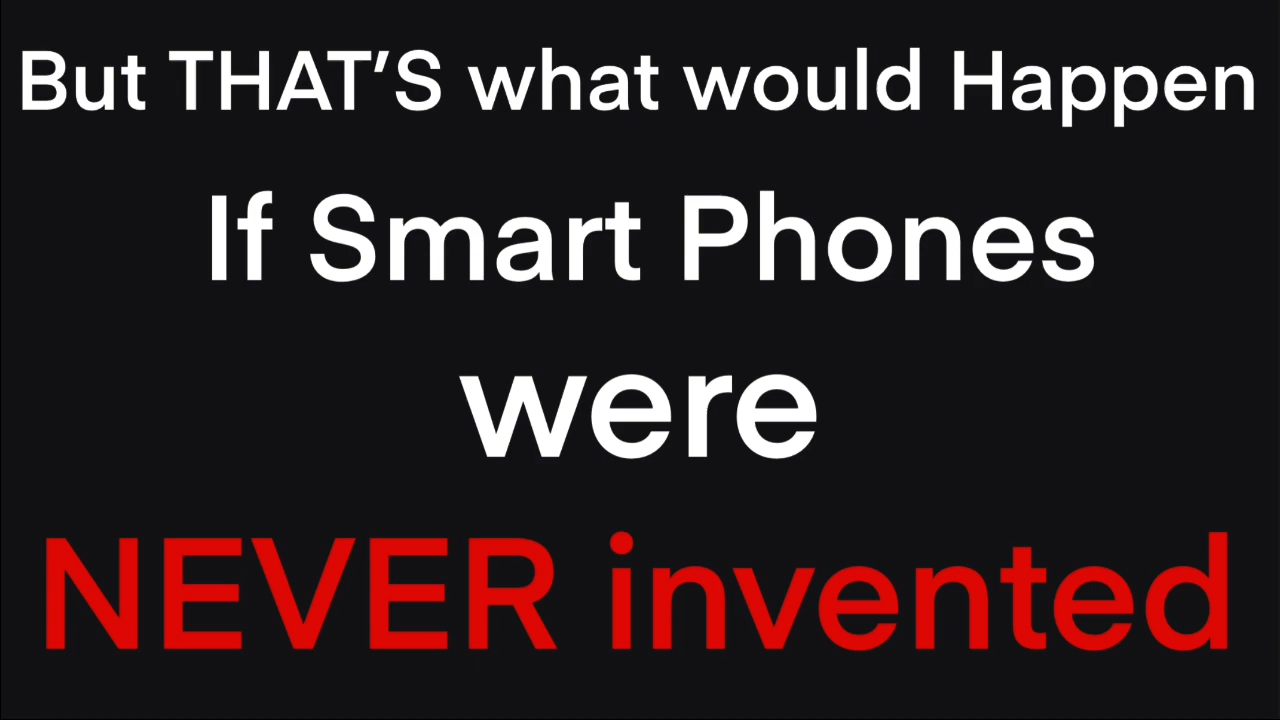 But THAT’S what would Happen
If Smart Phones
were
NEVER invented